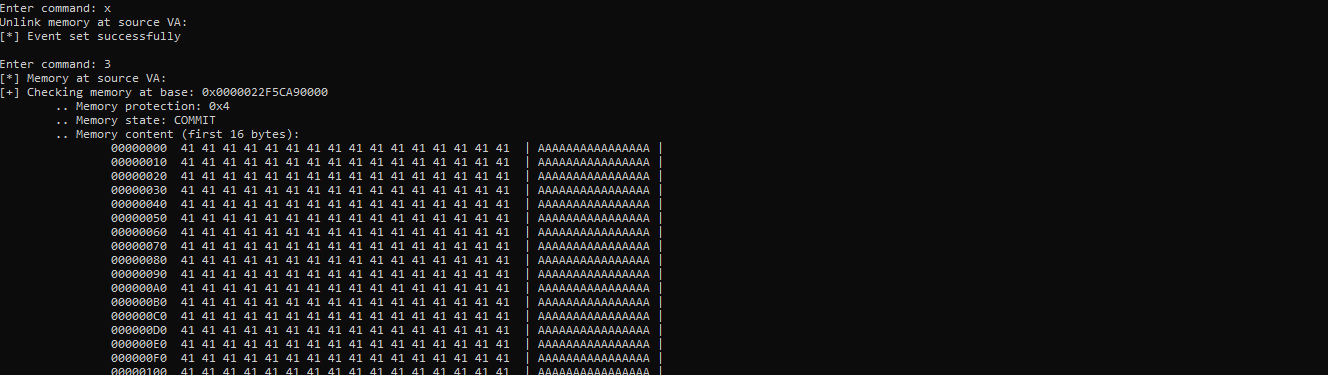 Enter command: x
Unlink memory at source VA:
[*] Event set successfully
Enter command: 3
[*] Memory at source VA:
[+] Checking memory at base: 0x0000022F5CA90000
.. Memory protection: 0x4
.. Memory state: COMMIT
.. Memory content (first 16 bytes):
00000000 41 41 41 41 41 41 41 41 41 41 41 41 41 41 41 41 | AAAAAAAAAAAAAAAA |
00000010 41 41 41 41 41 41 41 41 41 41 41 41 41 41 41 41 | AAAAAAAAAAAAAAAA |
00000020 41 41 41 41 41 41 41 41 41 41 41 41 41 41 41 41 | AAAAAAAAAAAAAAAA |
00000030 41 41 41 41 41 41 41 41 41 41 41 41 41 41 41 41 | AAAAAAAAAAAAAAAA |
00000040 41 41 41 41 41 41 41 41 41 41 41 41 41 41 41 41 | AAAAAAAAAAAAAAAA |
00000050 41 41 41 41 41 41 41 41 41 41 41 41 41 41 41 41 | AAAAAAAAAAAAAAAA |
00000060 41 41 41 41 41 41 41 41 41 41 41 41 41 41 41 41 | AAAAAAAAAAAAAAAA |
00000070 41 41 41 41 41 41 41 41 41 41 41 41 41 41 41 41 | AAAAAAAAAAAAAAAA |
00000080 41 41 41 41 41 41 41 41 41 41 41 41 41 41 41 41 | AAAAAAAAAAAAAAAA |
00000090 41 41 41 41 41 41 41 41 41 41 41 41 41 41 41 41 | AAAAAAAAAAAAAAAA |
000000A0 41 41 41 41 41 41 41 41 41 41 41 41 41 41 41 41 | AAAAAAAAAAAAAAAA |
000000B0 41 41 41 41 41 41 41 41 41 41 41 41 41 41 41 41 | AAAAAAAAAAAAAAAA |
000000C0 41 41 41 41 41 41 41 41 41 41 41 41 41 41 41 41 | AAAAAAAAAAAAAAAA |
000000D0 41 41 41 41 41 41 41 41 41 41 41 41 41 41 41 41 | AAAAAAAAAAAAAAAA |
000000E0 41 41 41 41 41 41 41 41 41 41 41 41 41 41 41 41 | AAAAAAAAAAAAAAAA |
000000F0 41 41 41 41 41 41 41 41 41 41 41 41 41 41 41 41 | AAAAAAAAAAAAAAAA |
00000100 41 41 41 41 41 41 41 41 41 41 41 41 41 41 41 41 | AAAAAAAAAAAAAAAA |